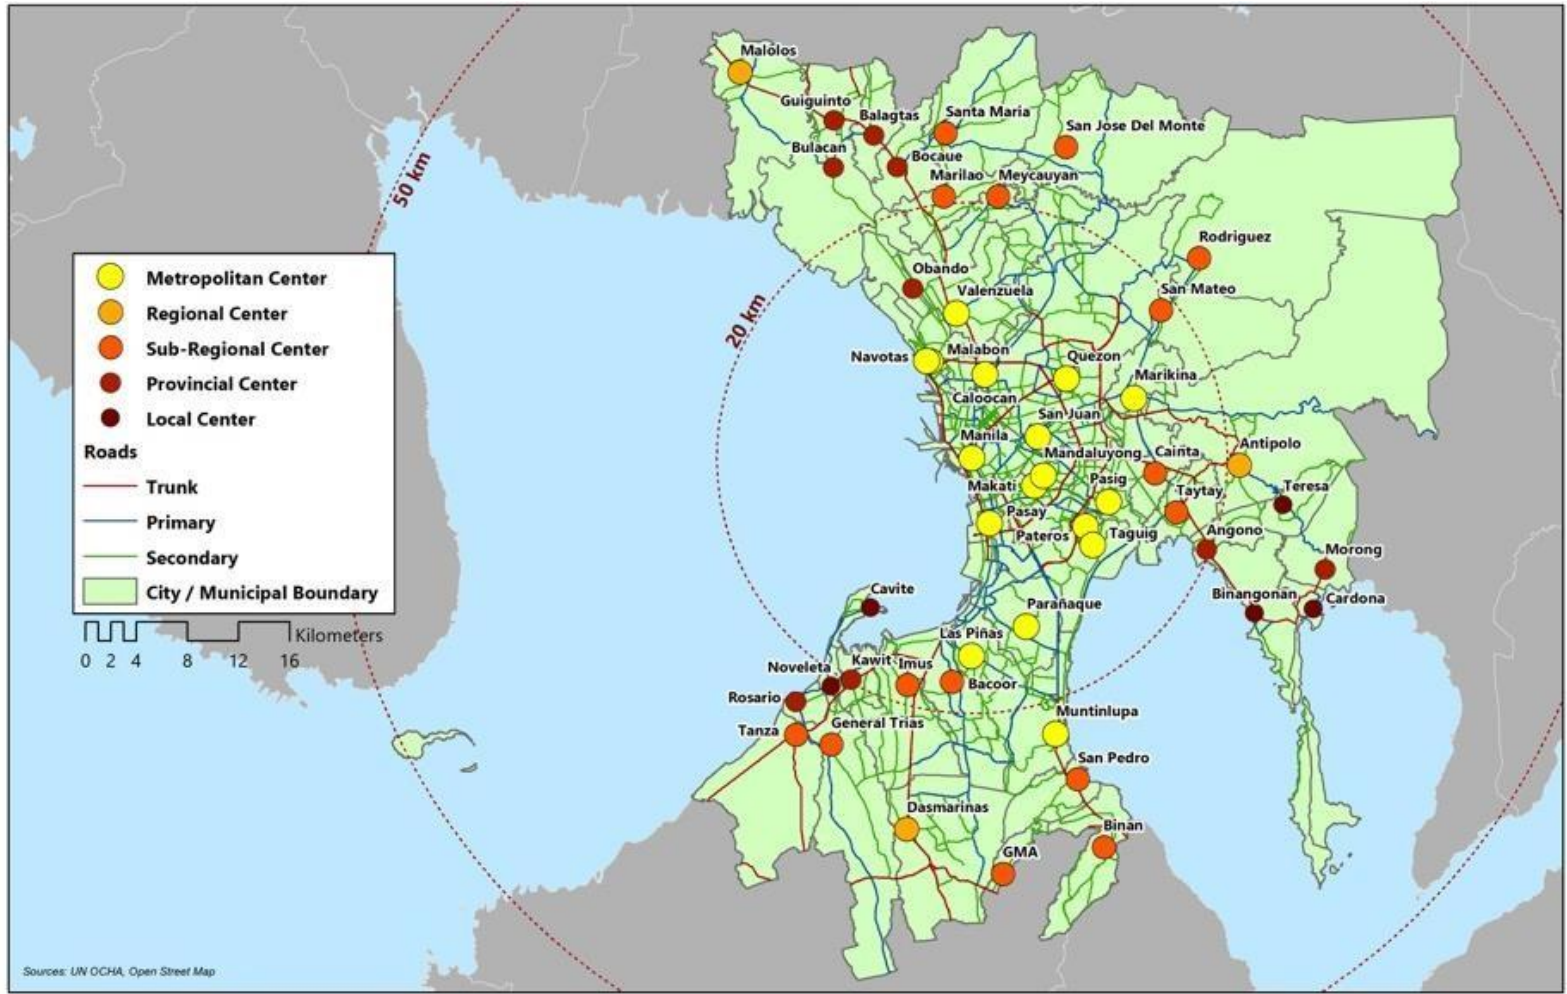 Malolos
Guiguinto
Balagtas
Santa Maria
San Jose Del Monte
Bulacan
Bocaue
Marilao
Meycauyan
50 km
Rodriguez
Obando
San Mateo
Valenzuela
20 km
Navotas
Malabon
Quezon
Marikina
Caloocan
San Juan
Manila
Antipolo
Mandaluyong
Cainta
Makati
Pasig
Taytay
Teresa
Pasay
Pateros
Taguig
Angono
Morong
Cavite
Binangonan
Cardona
Parañaque
Las Piñas
Noveleta
Kawit
Imus
Bacoor
Rosario
Tanza
General Trias
Muntinlupa
San Pedro
Dasmarinas
Binan
GMA
Metropolitan Center
Regional Center
Sub-Regional Center
Provincial Center
Local Center
Roads
Trunk
Primary
Secondary
City / Municipal Boundary
Kilometers
0 2 4 8 12 16
Sources: UN OCHA, Open Street Map